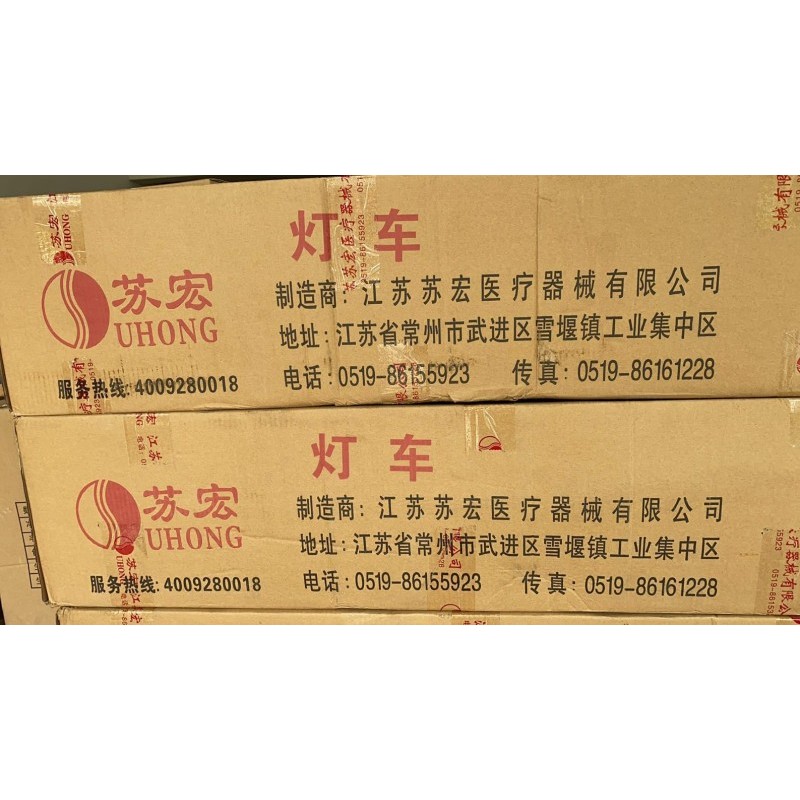 灯车
苏宏
UHONG
制造商：江苏苏宏医疗器械有限公司
地址：江苏省常州市武进区雪堰镇工业集中区
服务热线: 4009280018
电话：0519-86155923 传真：0519-86161228
灯车
苏宏
UHONG
制造商：江苏苏宏医疗器械有限公司
地址：江苏省常州市武进区雪堰镇工业集中区
服务热线: 4009280018
电话：0519-86155923 传真：0519-86161228